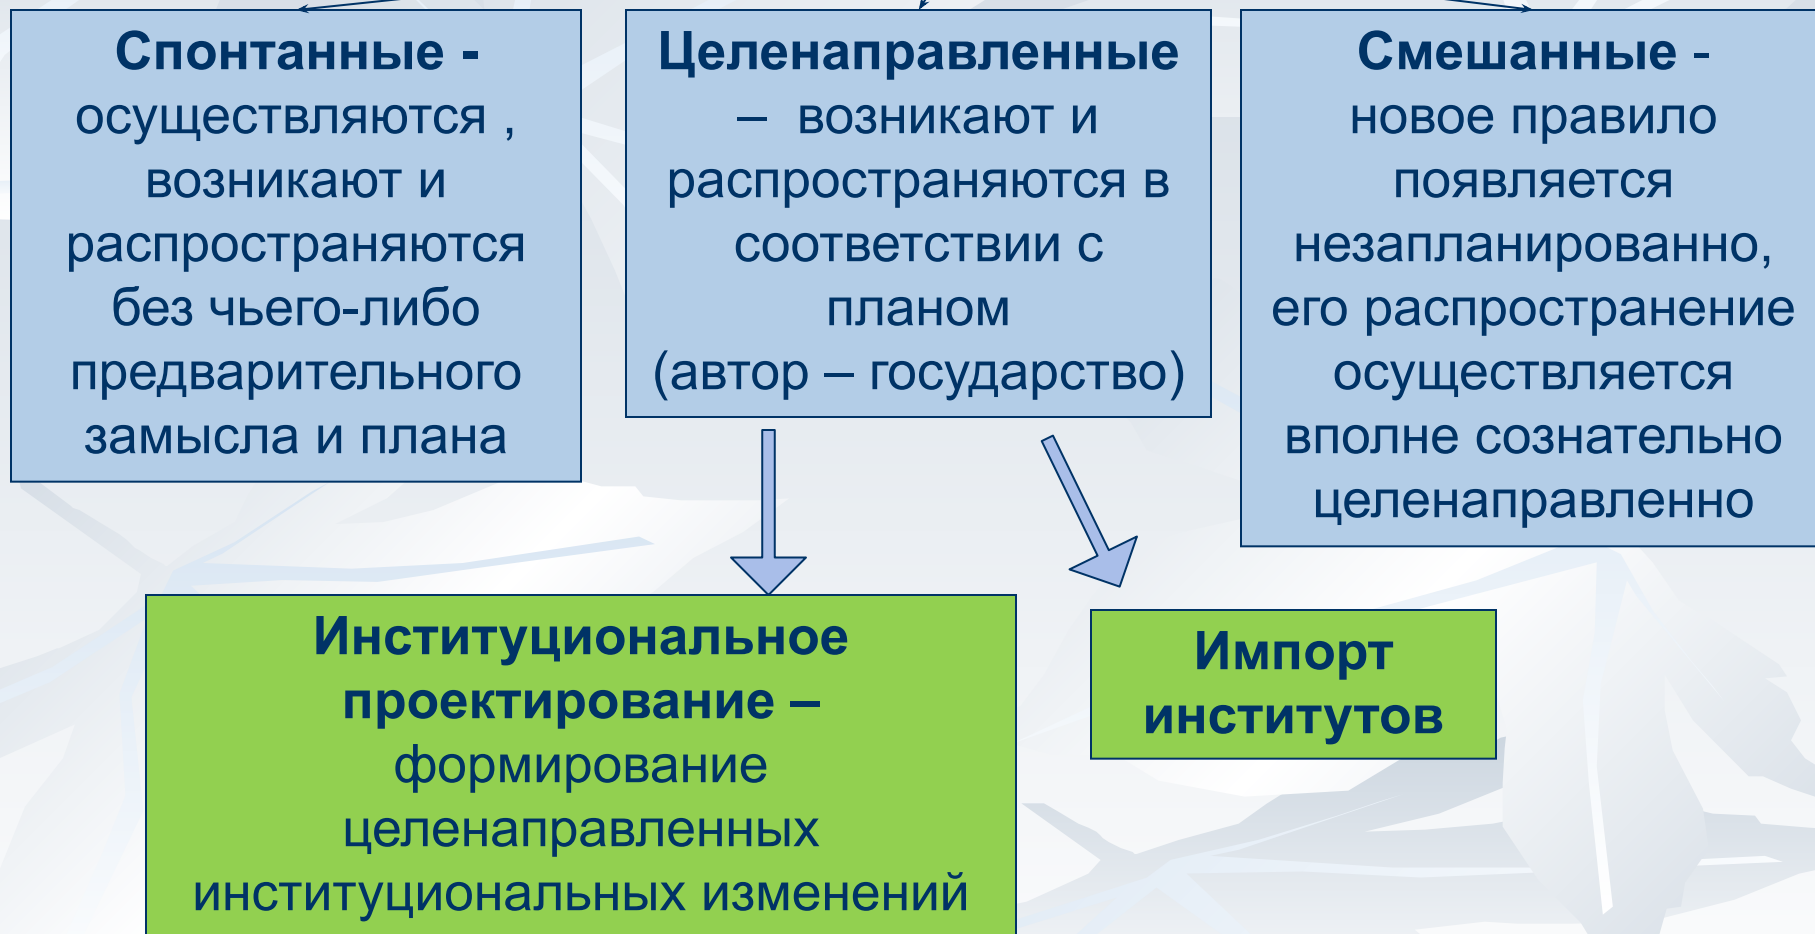 Спонтанные -
осуществляются ,
возникают и
распространяются
без чьего-либо
предварительного
замысла и плана
Целенаправленные
– возникают и
распространяются в
соответствии с
планом
(автор – государство)
Смешанные -
новое правило
появляется
незапланированно,
его распространение
осуществляется
вполне сознательно
целенаправленно
Институциональное
проектирование –
формирование
целенаправленных
институциональных изменений
Импорт
институтов